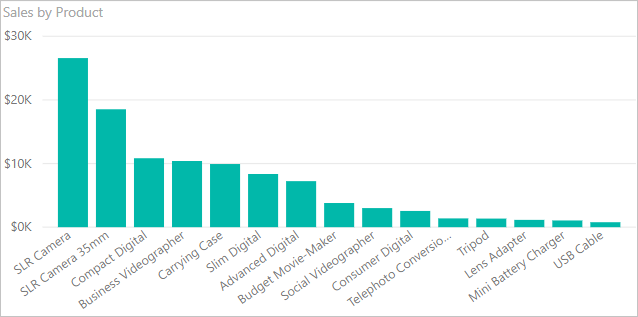 Sales by Product
$30K
$20K
$10K
$0K
SLR Camera
SLR Camera 35mm
Compact Digital
Business Videographer
Carrying Case
Slim Digital
Advanced Digital
Budget Movie-Maker
Social Videographer
Consumer Digital
Telephoto Conversio...
Tripod
Lens Adapter
Mini Battery Charger
USB Cable